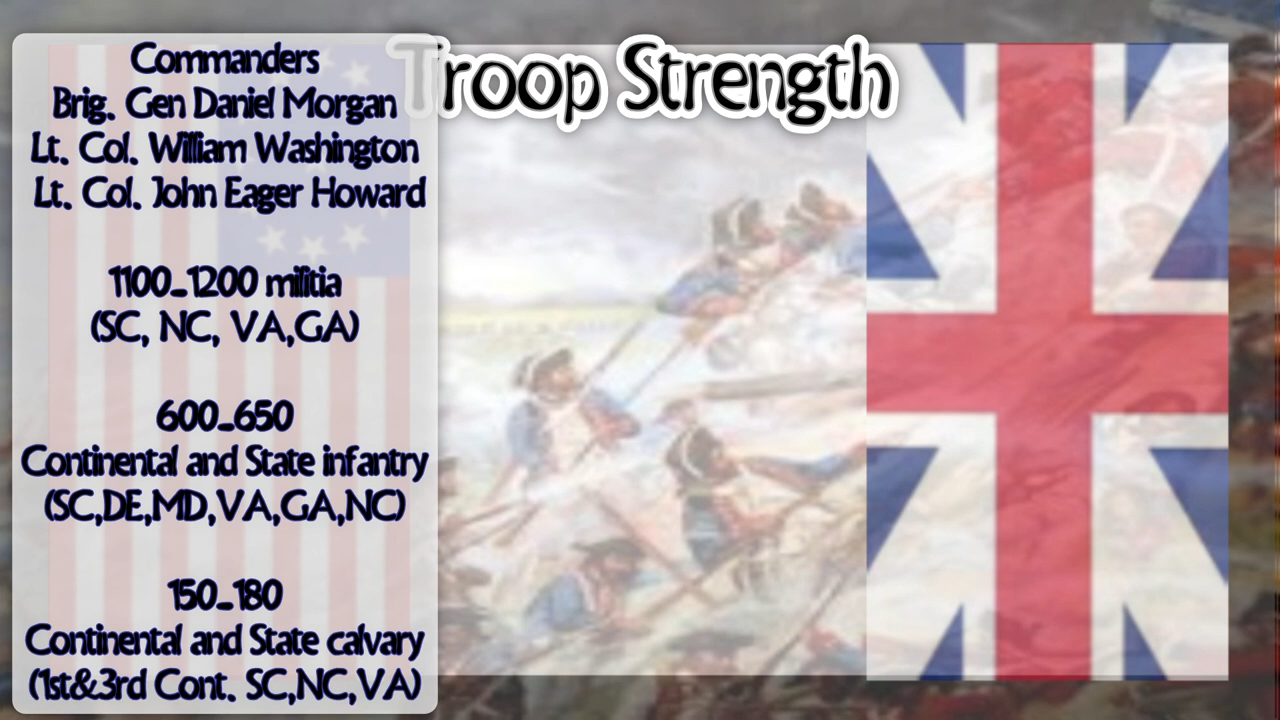 Troop Strength
Commanders
Brig. Gen Daniel Morgan
Lt. Col. William Washington
Lt. Col. John Eager Howard
1100-1200 militia
(SC, NC, VA,GA)
600-650
Continental and State infantry
(SC,DE,MD,VA,GA,NC)
150-180
Continental and State calvary
(1st&3rd Cont. SC,NC,VA)